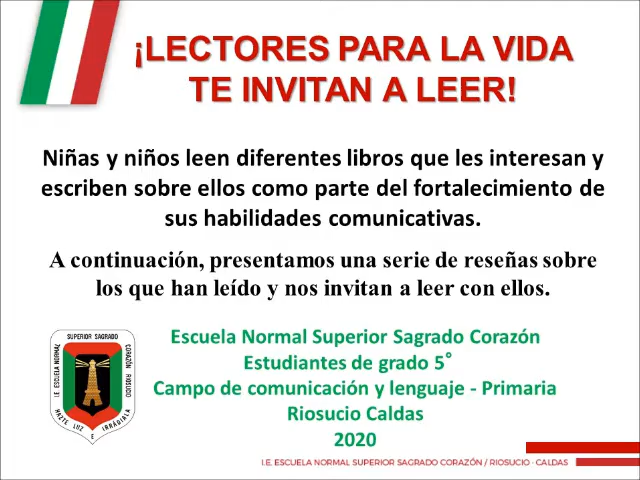 ¡LECTORES PARA LA VIDA
TE INVITAN A LEER!
Niñas y niños leen diferentes libros que les interesan y
escriben sobre ellos como parte del fortalecimiento de
sus habilidades comunicativas.
A continuación, presentamos una serie de reseñas sobre
los que han leído y nos invitan a leer con ellos.
SUPERIOR SAGRADO
I.E ESCUELA NORMAL
CORAZÓN RIOSUCIO
HAZTE LUZ E IRRÁDIALA
Escuela Normal Superior Sagrado Corazón
Estudiantes de grado 5°
Campo de comunicación y lenguaje - Primaria
Riosucio Caldas
2020
I.E. ESCUELA NORMAL SUPERIOR SAGRADO CORAZÓN / RIOSUCIO - CALDAS